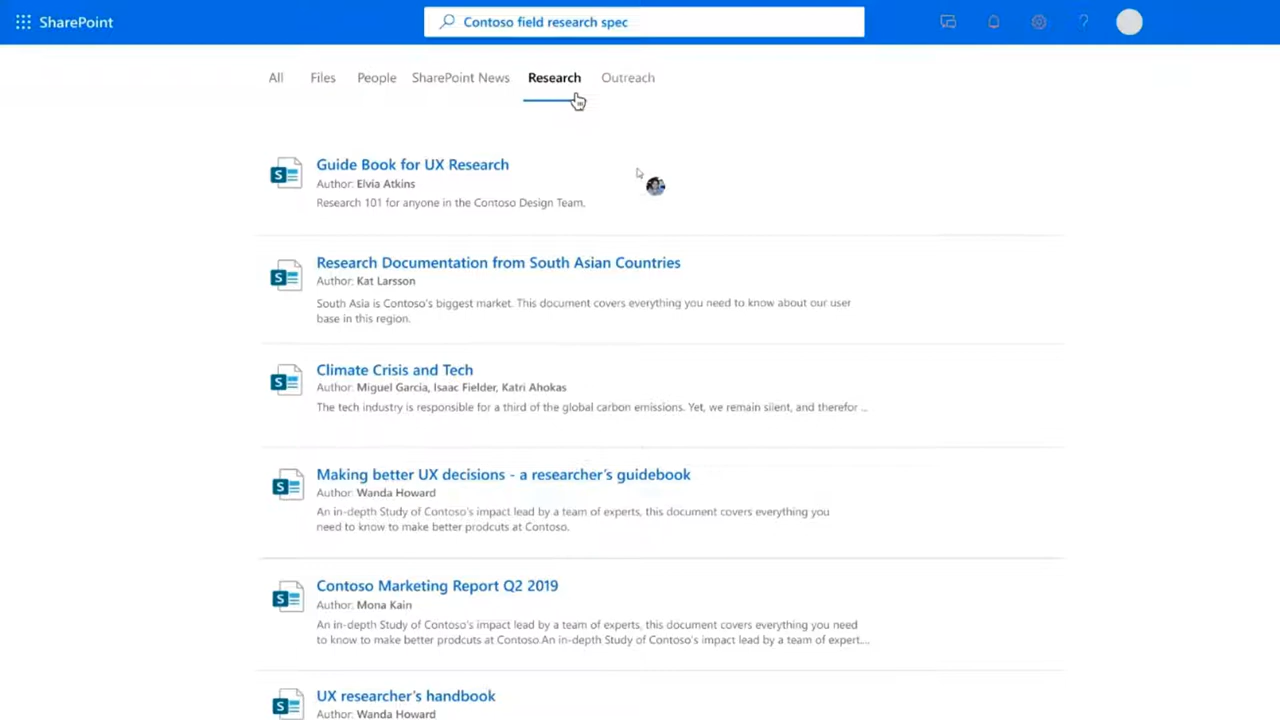 SharePoint
Contoso field research spec
?
All Files People SharePoint News Research Outreach
Guide Book for UX Research
Author: Elvia Atkins
Research 101 for anyone in the Contoso Design Team.
Research Documentation from South Asian Countries
Author: Kat Larsson
South Asia is Contoso's biggest market. This document covers everything you need to know about our user
base in this region.
Climate Crisis and Tech
Author: Miguel Garcia, Isaac Fielder, Katri Ahokas
The tech industry is responsible for a third of the global carbon emissions. Yet, we remain silent, and therefor ...
Making better UX decisions - a researcher's guidebook
Author: Wanda Howard
An in-depth Study of Contoso's impact lead by a team of experts, this document covers everything you
need to know to make better prodcuts at Contoso.
Contoso Marketing Report Q2 2019
Author: Mona Kain
An in-depth Study of Contoso's impact lead by a team of experts, this document covers everything you need
to know to make better prodcuts at Contoso.An in-depth Study of Contoso's impact lead by a team of expert...
UX researcher's handbook
Author: Wanda Howard